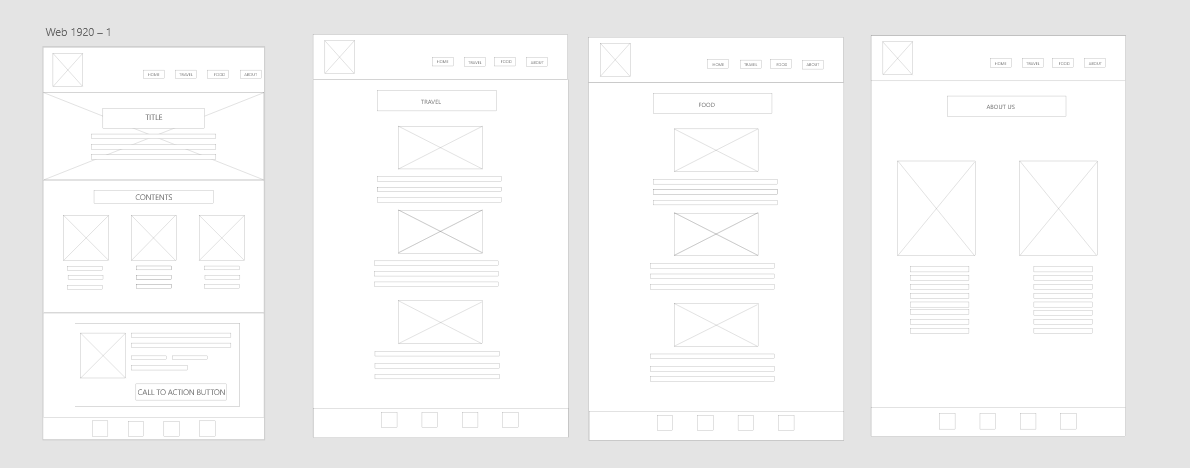 Web 1920 – 1
HOME TRAVEL FOOD ABOUT
TITLE
CONTENTS
CALL TO ACTION BUTTON
HOME TRAVEL FOOD ABOUT
TRAVEL
HOME TRAVEL FOOD ABOUT
FOOD
HOME TRAVEL FOOD ABOUT
ABOUT US